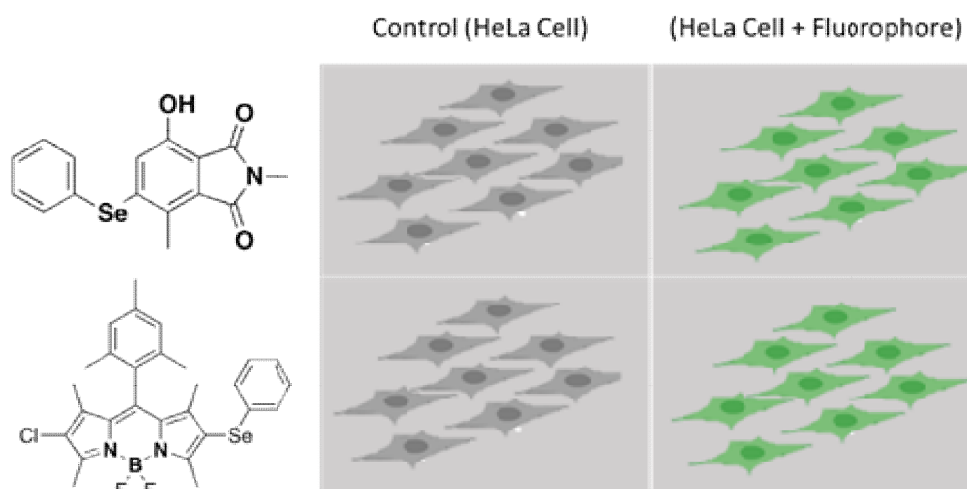 Control (HeLa Cell)
(HeLa Cell + Fluorophore)
OH
O
N
Se
O
Cl
Se
N
B
N
F
F